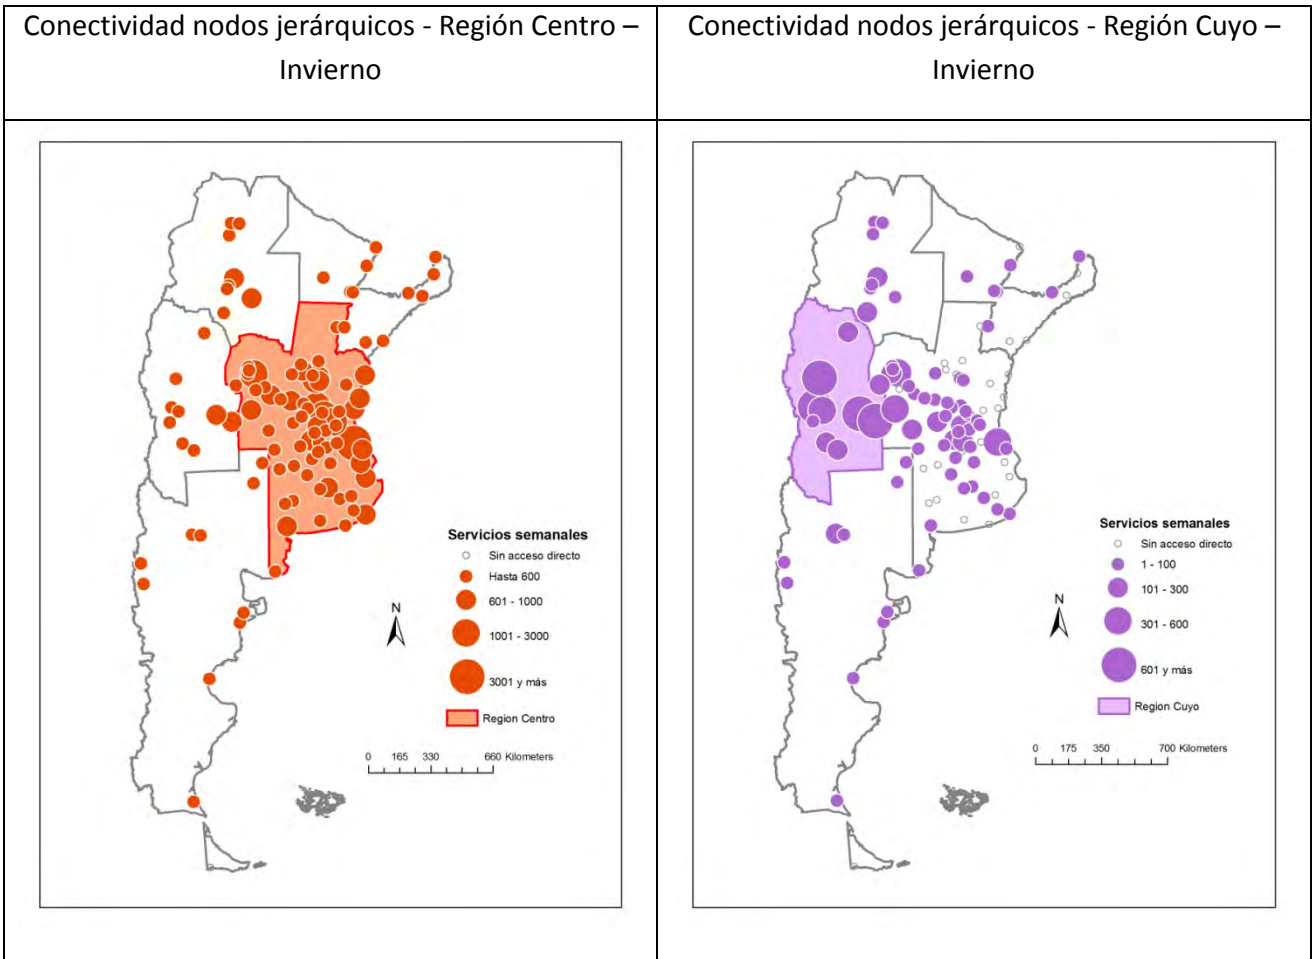 Conectividad nodos jerárquicos - Región Centro –
Invierno
Conectividad nodos jerárquicos - Región Cuyo –
Invierno
Servicios semanales
Sin acceso directo
Hasta 600
601 - 1000
1001 - 3000
3001 y más
Region Centro
N
0 165 330 660 Kilometers
Servicios semanales
Sin acceso directo
1 - 100
101 - 300
301 - 600
601 y más
Region Cuyo
N
0 175 350 700 Kilometers